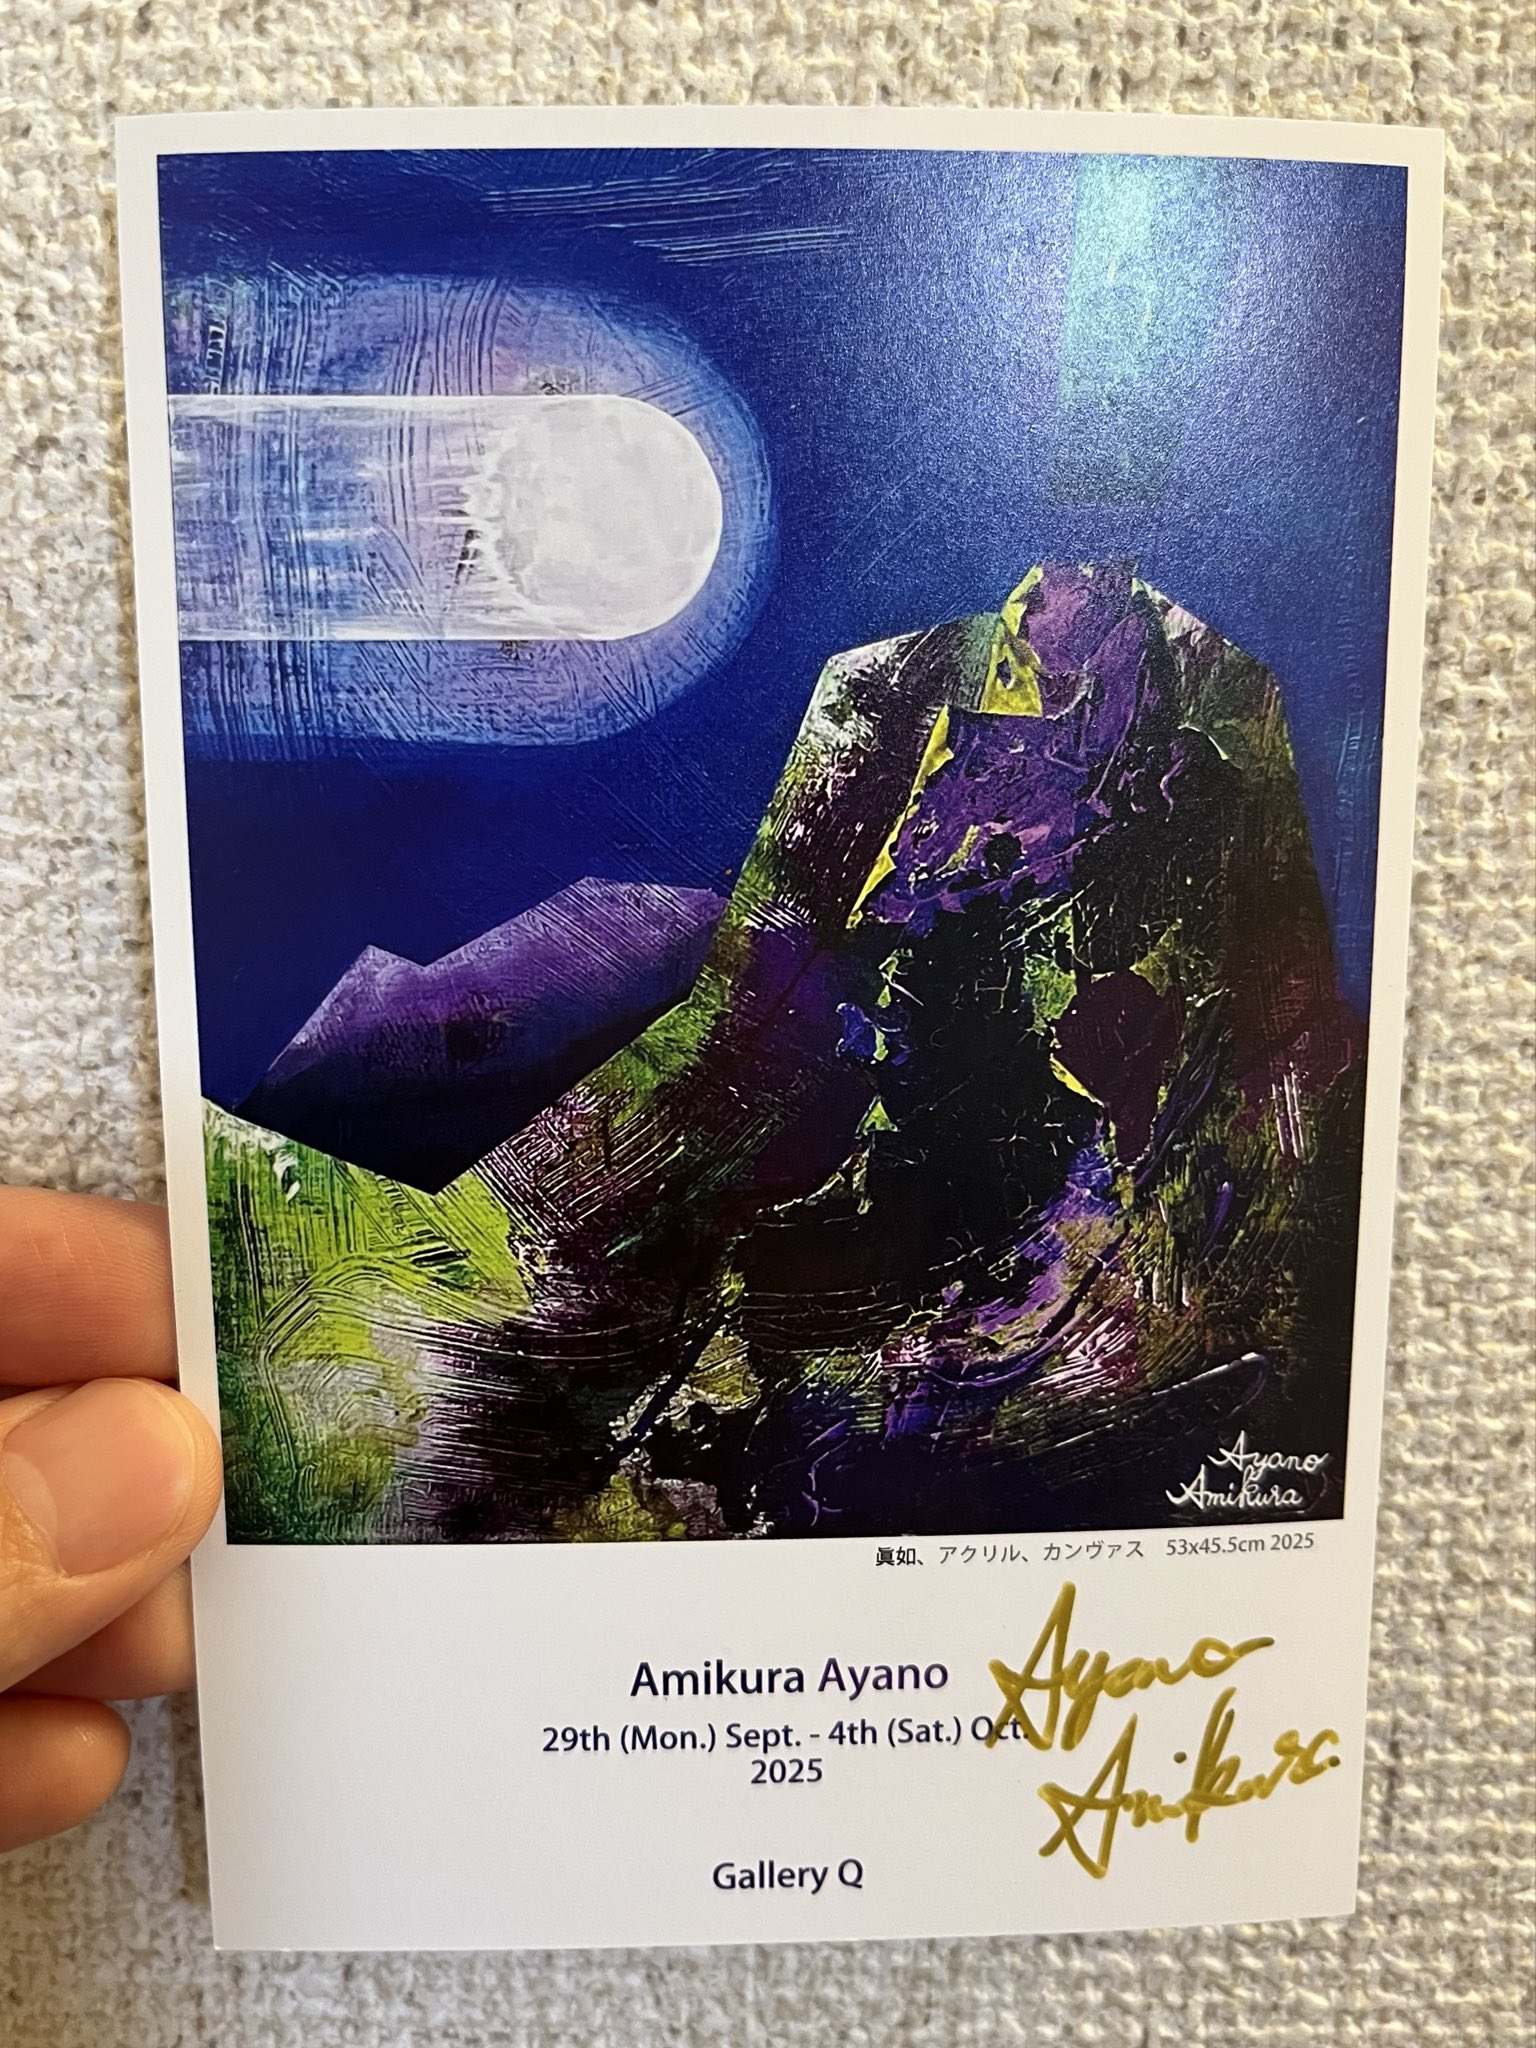 Ayano
Amikura
眞如、アクリル、カンヴァス 53x45.5cm 2025
Amikura Ayano
29th (Mon.) Sept. - 4th (Sat.) Oct.
2025
Gallery Q
Ayano
Amikura